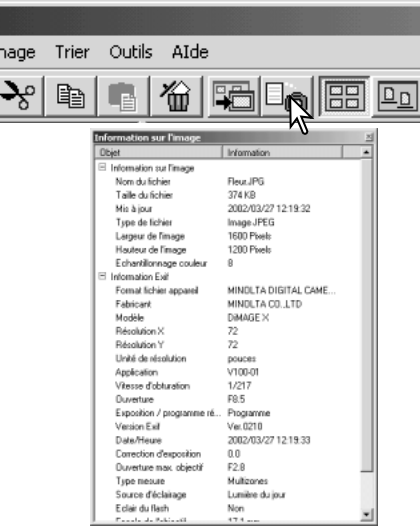 Trier Outils AIde
Information sur l'image
Objet Information
Information sur l'image
Nom du fichier Fleur.JPG
Taille du fichier 374 KB
Mis à jour 2002/03/27 12:19:32
Type de fichier Image JPEG
Largeur de l'image 1600 Pixels
Hauteur de l'image 1200 Pixels
Echantillonnage couleur 8
Information Exif
Format fichier appareil MINOLTA DIGITAL CAME...
Fabricant MINOLTA CO.,LTD
Modèle DiMAGE X
Résolution X 72
Résolution Y 72
Unité de résolution pouces
Application V100-01
Vitesse d'obturation 1/217
Ouverture F8.5
Exposition / programme ré... Programme
Version Exif Ver.0210
Date/Heure 2002/03/27 12:19:33
Correction d'exposition 0.0
Ouverture max. objectif F2.8
Type mesure Multizones
Source d'éclairage Lumière du jour
Eclair du flash Non